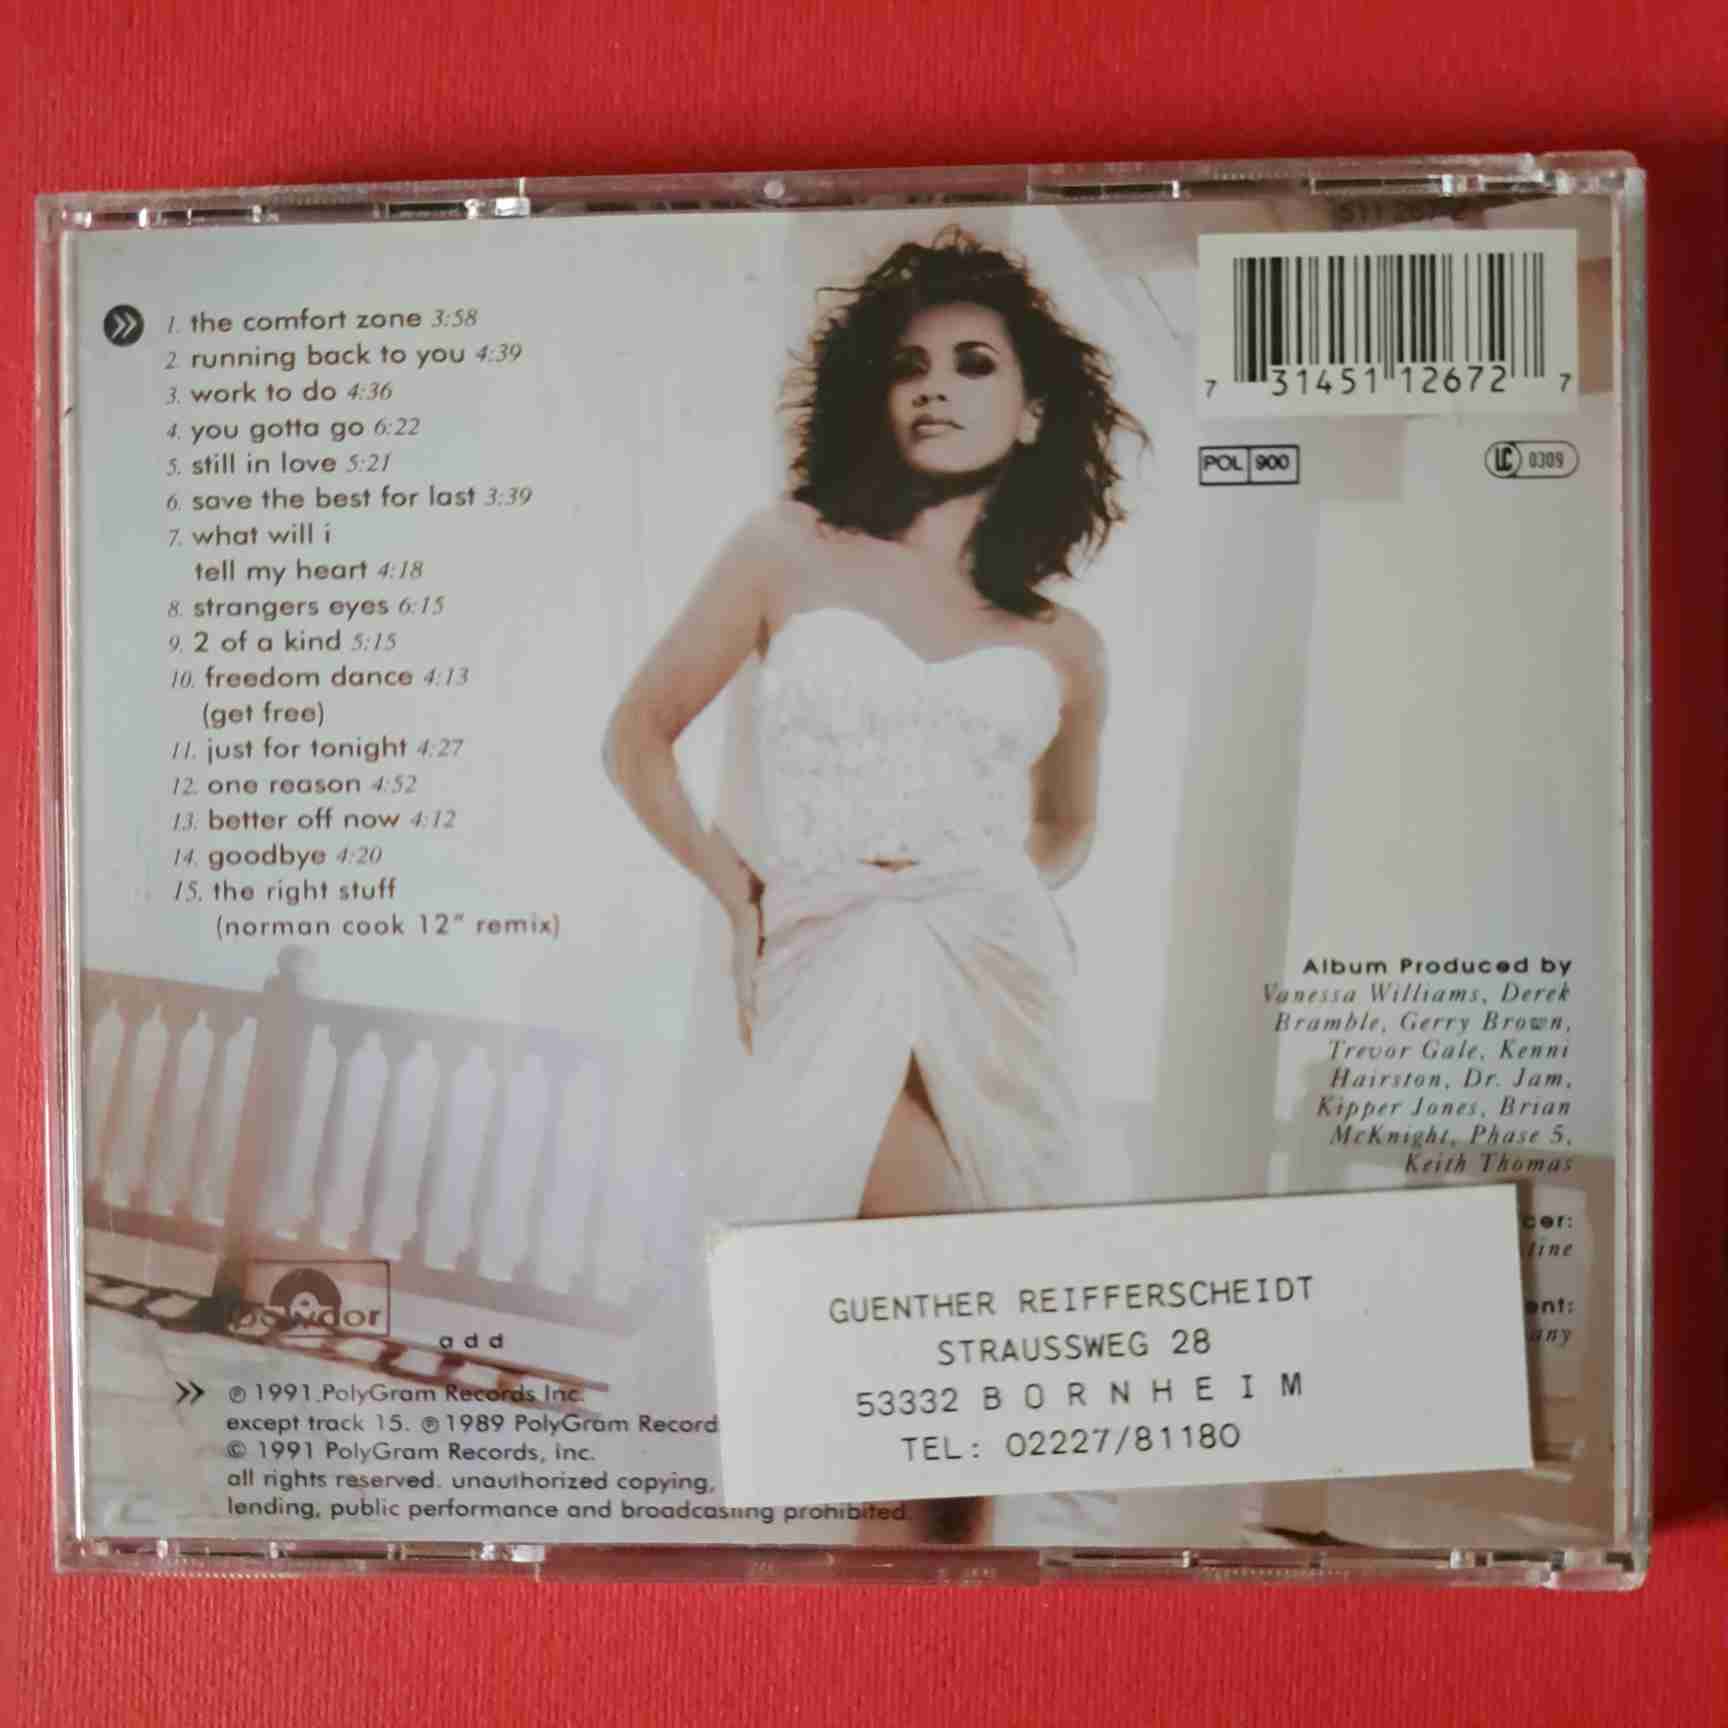 1. the comfort zone 3:58
2. running back to you 4:39
3. work to do 4:36
4. you gotta go 6:22
5. still in love 5:21
6. save the best for last 3:39
7. what will i
tell my heart 4:18
8. strangers eyes 6:15
9. 2 of a kind 5:15
10. freedom dance 4:13
(get free)
11. just for tonight 4:27
12. one reason 4:52
13. better off now 4:12
14. goodbye 4:20
15. the right stuff
(norman cook 12" remix)
511 267-2
7 31451 12672 7
POL 900
LC 0309
Album Produced by
Vanessa Williams, Derek
Bramble, Gerry Brown,
Trevor Gale, Kenni
Hairston, Dr. Jam,
Kipper Jones, Brian
McKnight, Phase 5,
Keith Thomas
cer:
tine
ent:
any
polydor
a d d
℗ 1991 PolyGram Records Inc.
except track 15. ℗ 1989 PolyGram Record
© 1991 PolyGram Records, Inc.
all rights reserved. unauthorized copying,
lending, public performance and broadcasting prohibited.
GUENTHER REIFFERSCHEIDT
STRAUSSWEG 28
53332 B O R N H E I M
TEL: 02227/81180